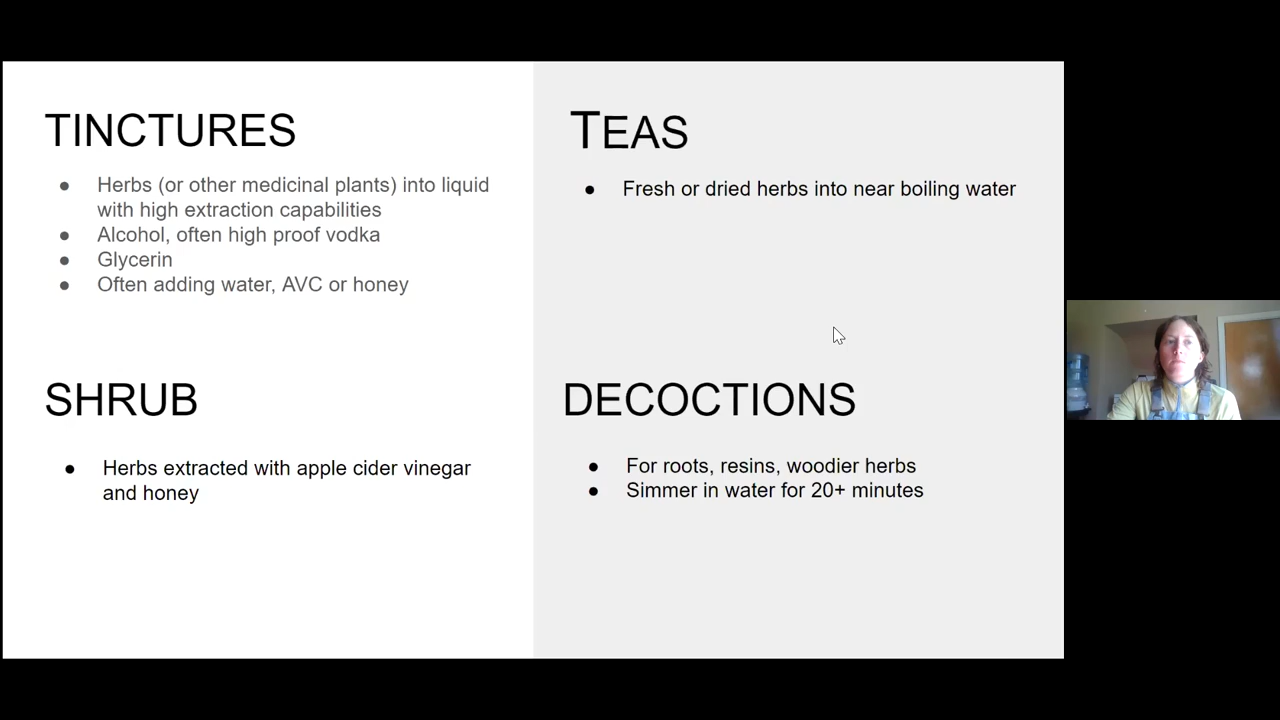 TINCTURES
● Herbs (or other medicinal plants) into liquid
with high extraction capabilities
● Alcohol, often high proof vodka
● Glycerin
● Often adding water, AVC or honey
TEAS
● Fresh or dried herbs into near boiling water
SHRUB
● Herbs extracted with apple cider vinegar
and honey
DECOCTIONS
● For roots, resins, woodier herbs
● Simmer in water for 20+ minutes